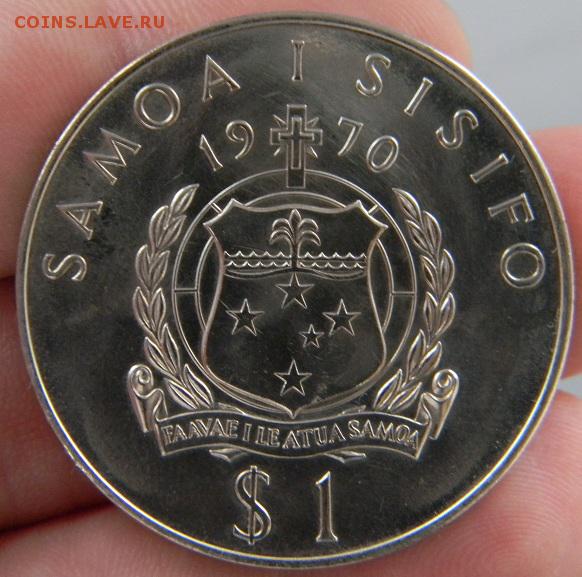 COINS.LAVE.RU
SAMOA I SISIFO
1970
FAAVAE I LE ATUA SAMOA
$1